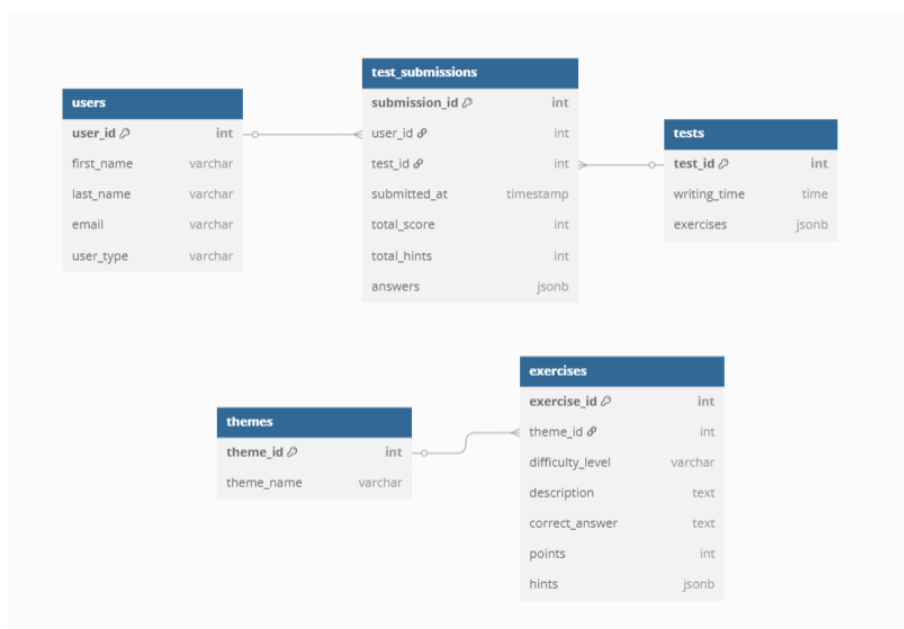 users
user_id int
first_name varchar
last_name varchar
email varchar
user_type varchar
test_submissions
submission_id int
user_id int
test_id int
submitted_at timestamp
total_score int
total_hints int
answers jsonb
tests
test_id int
writing_time time
exercises jsonb
themes
theme_id int
theme_name varchar
exercises
exercise_id int
theme_id int
difficulty_level varchar
description text
correct_answer text
points int
hints jsonb